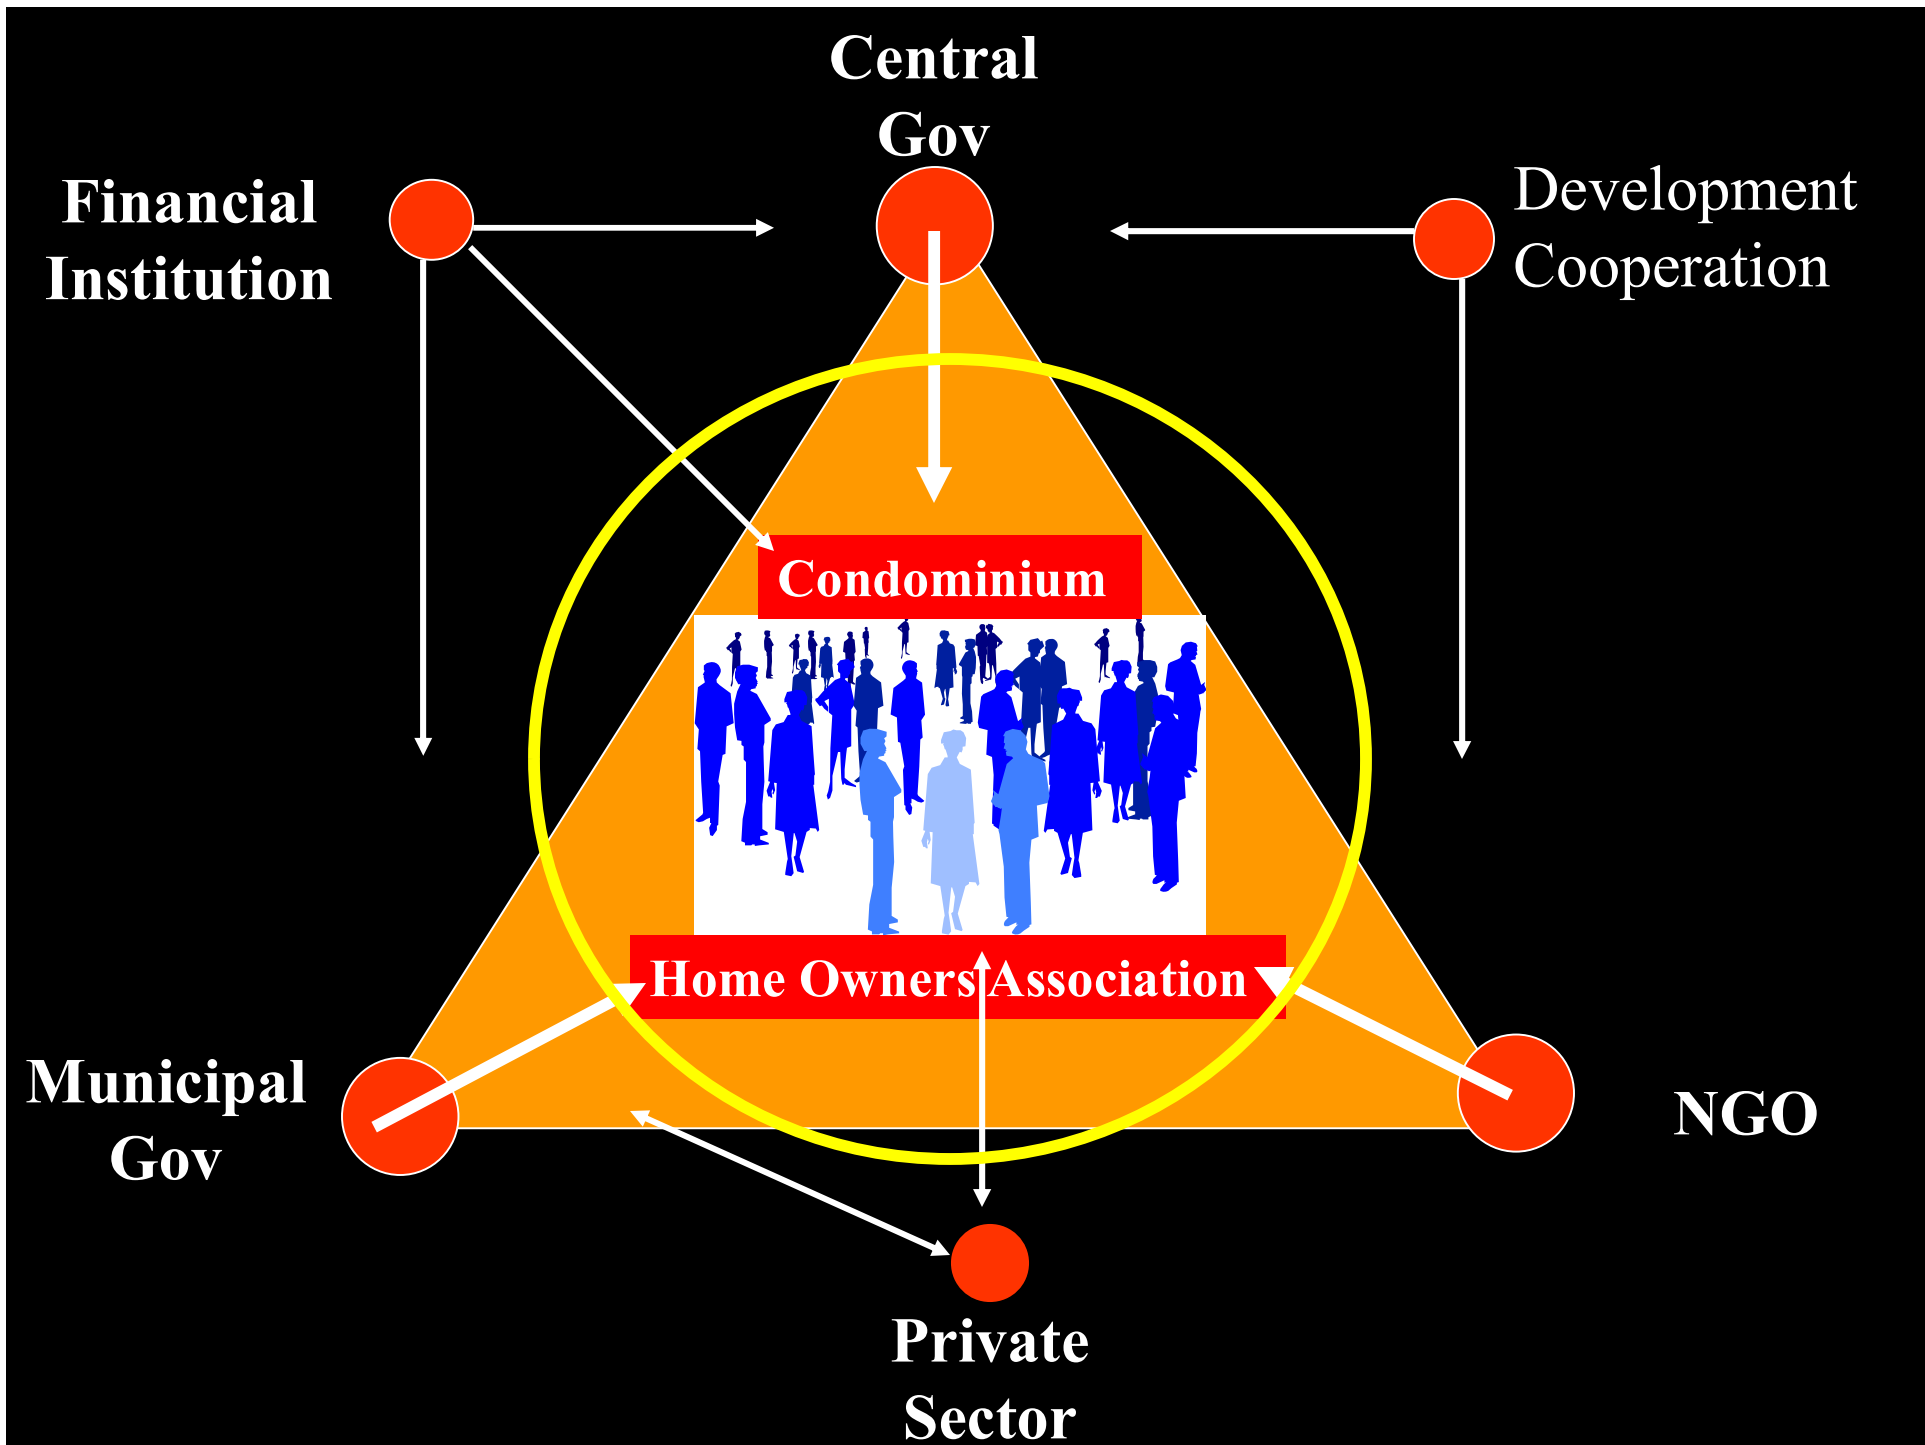 Central
Gov
Financial
Institution
Development
Cooperation
Condominium
Home Owners Association
Municipal
Gov
NGO
Private
Sector